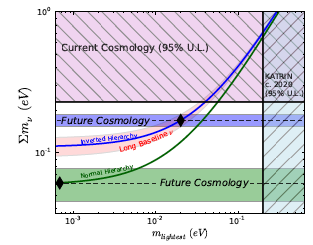 10⁰
Current Cosmology (95% U.L.)
KATRIN
c. 2020
(95% U.L.)
Future Cosmology
Inverted Hierarchy
Long Baseline ν
10⁻¹
Normal Hierarchy
Future Cosmology
Σmν (eV)
10⁻³
10⁻²
10⁻¹
m_lightest (eV)